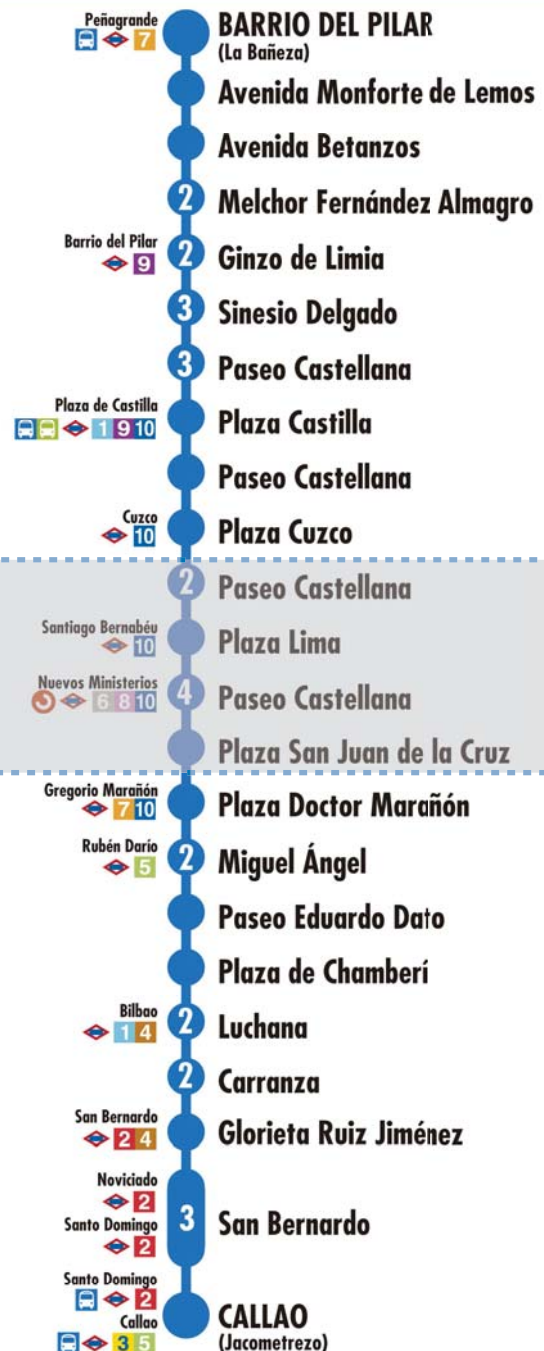 Peñagrande
7
BARRIO DEL PILAR
(La Bañeza)
Avenida Monforte de Lemos
Avenida Betanzos
2 Melchor Fernández Almagro
Barrio del Pilar
9
2 Ginzo de Limia
3 Sinesio Delgado
3 Paseo Castellana
Plaza de Castilla
1 9 10
Plaza Castilla
Paseo Castellana
Cuzco
10
Plaza Cuzco
2 Paseo Castellana
Santiago Bernabéu
10
Plaza Lima
Nuevos Ministerios
6 8 10
4 Paseo Castellana
Plaza San Juan de la Cruz
Gregorio Marañón
7 10
Plaza Doctor Marañón
Rubén Darío
5
2 Miguel Ángel
Paseo Eduardo Dato
Plaza de Chamberí
Bilbao
1 4
2 Luchana
2 Carranza
San Bernardo
2 4
Glorieta Ruiz Jiménez
Noviciado
2
Santo Domingo
2
3 San Bernardo
Santo Domingo
2
Callao
3 5
CALLAO
(Jacometrezo)